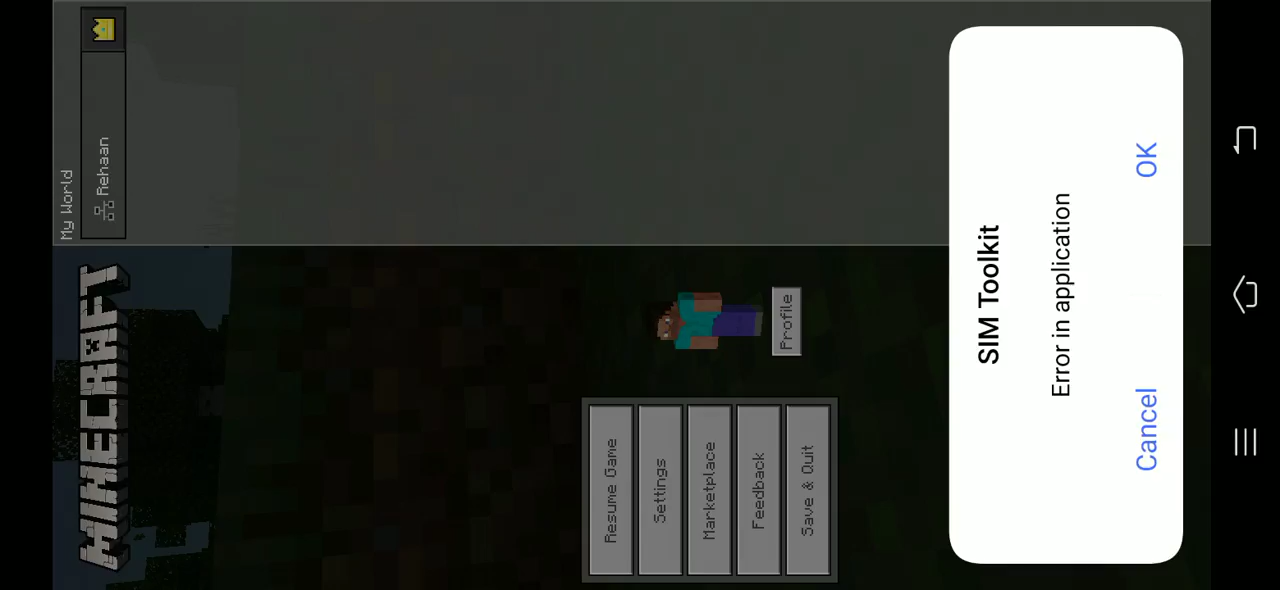 MINECRAFT
My World
Rehaan
Resume Game
Settings
Marketplace
Feedback
Save & Quit
Profile
SIM Toolkit
Error in application
Cancel
OK